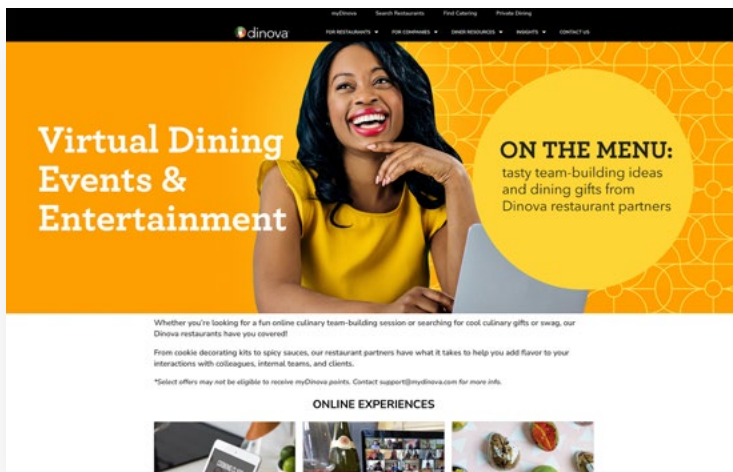 myDinova Search Restaurants Find Catering Private Dining
dinova
FOR RESTAURANTS FOR COMPANIES DINER RESOURCES INSIGHTS CONTACT US
Virtual Dining
Events &
Entertainment
ON THE MENU:
tasty team-building ideas
and dining gifts from
Dinova restaurant partners
Whether you're looking for a fun online culinary team-building session or searching for cool culinary gifts or swag, our
Dinova restaurants have you covered!
From cookie decorating kits to spicy sauces, our restaurant partners have what it takes to help you add flavor to your
interactions with colleagues, internal teams, and clients.
*Select offers may not be eligible to receive myDinova points. Contact support@mydinova.com for more info.
ONLINE EXPERIENCES